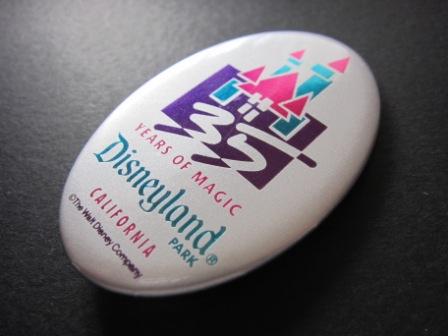 35
YEARS OF MAGIC
Disneyland®
PARK
CALIFORNIA
©The Walt Disney Company